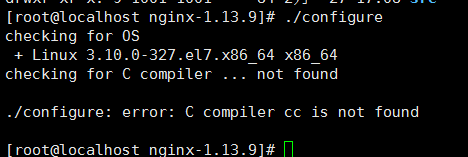 [root@localhost nginx-1.13.9]# ./configure
checking for OS
+ Linux 3.10.0-327.el7.x86_64 x86_64
checking for C compiler ... not found
./configure: error: C compiler cc is not found
[root@localhost nginx-1.13.9]#